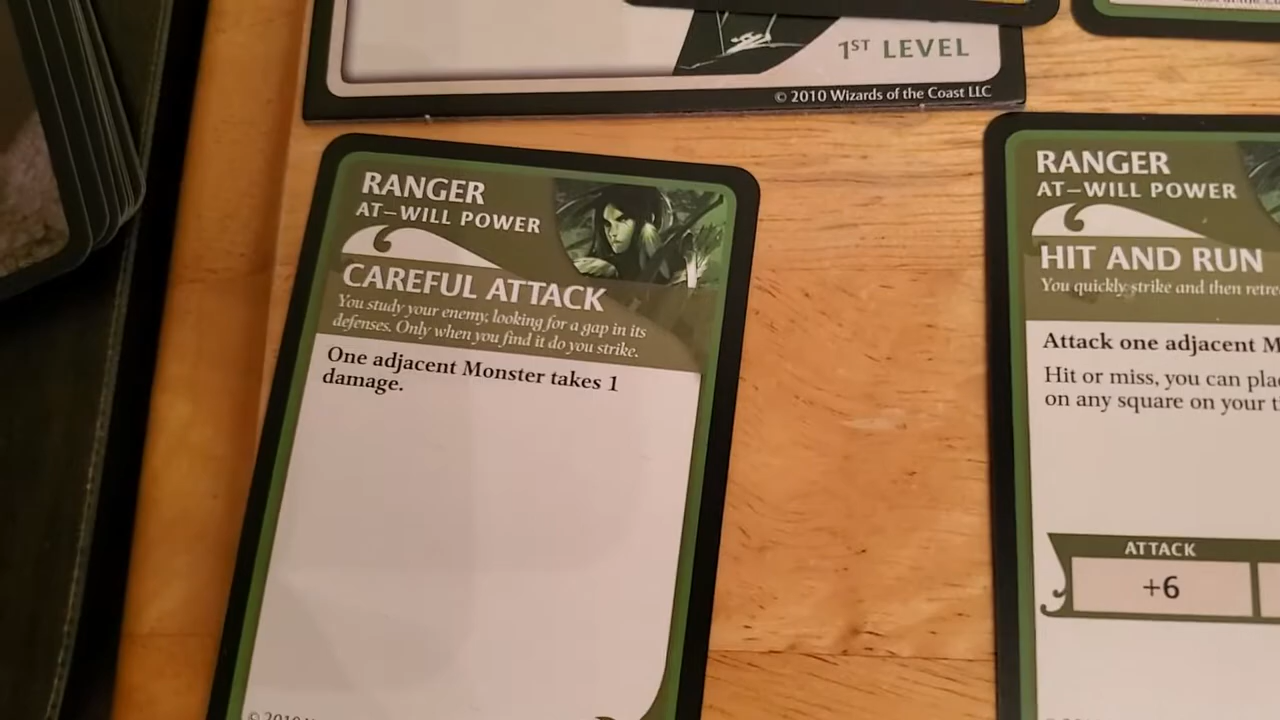 1ST LEVEL
© 2010 Wizards of the Coast LLC
RANGER
AT–WILL POWER
CAREFUL ATTACK
You study your enemy, looking for a gap in its
defenses. Only when you find it do you strike.
One adjacent Monster takes 1
damage.
© 2010
RANGER
AT–WILL POWER
HIT AND RUN
You quickly strike and then
Attack one adjacent
Hit or miss, you can
on any square on your
ATTACK
+6